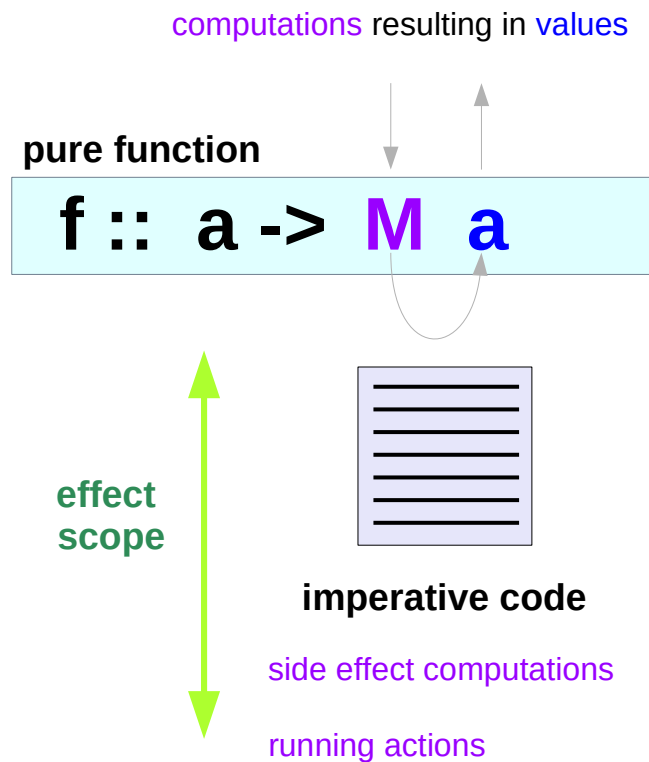 computations resulting in values
pure function
f :: a -> M a
effect
scope
imperative code
side effect computations
running actions